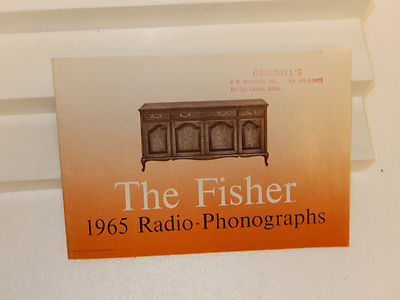 GRINNELL'S
BATTLE CREEK, MICH.
The Fisher
1965 Radio-Phonographs